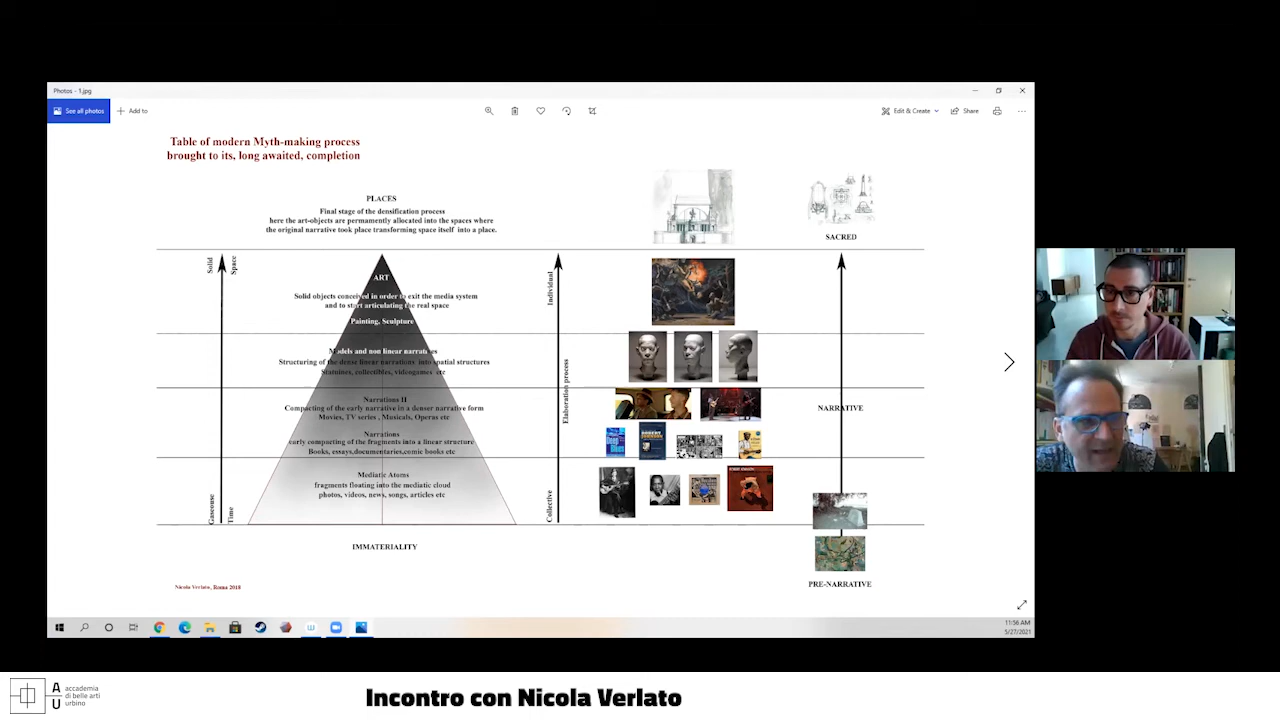 Photos - 1.jpg
See all photos
Add to
Edit & Create
Share
Table of modern Myth-making process
brought to its, long awaited, completion
PLACES
Final stage of the densification process
here the art-objects are permamently allocated into the spaces where
the original narrative took place transforming space itself into a place.
SACRED
Solid
Space
Individual
ART
Solid objects conceived in order to exit the media system
and to start articulating the real space
Painting, Sculpture
Models and non linear narratives
Structuring of the dense linear narrations into spatial structures
Statuines, collectibles, videogames etc
Elaboration process
Narrations II
Compacting of the early narrative in a denser narrative form
Movies, TV series , Musicals, Operas etc
NARRATIVE
Narrations
early compacting of the fragments into a linear structure
Books, essays,documentaries,comic books etc
Mediatic Atoms
fragments floating into the mediatic cloud
photos, videos, news, songs, articles etc
Gaseouse
Time
Collective
IMMATERIALITY
PRE-NARRATIVE
Nicola Verlato, Roma 2018
11:56 AM
5/27/2021
A
U
accademia
di belle arti
urbino
Incontro con Nicola Verlato